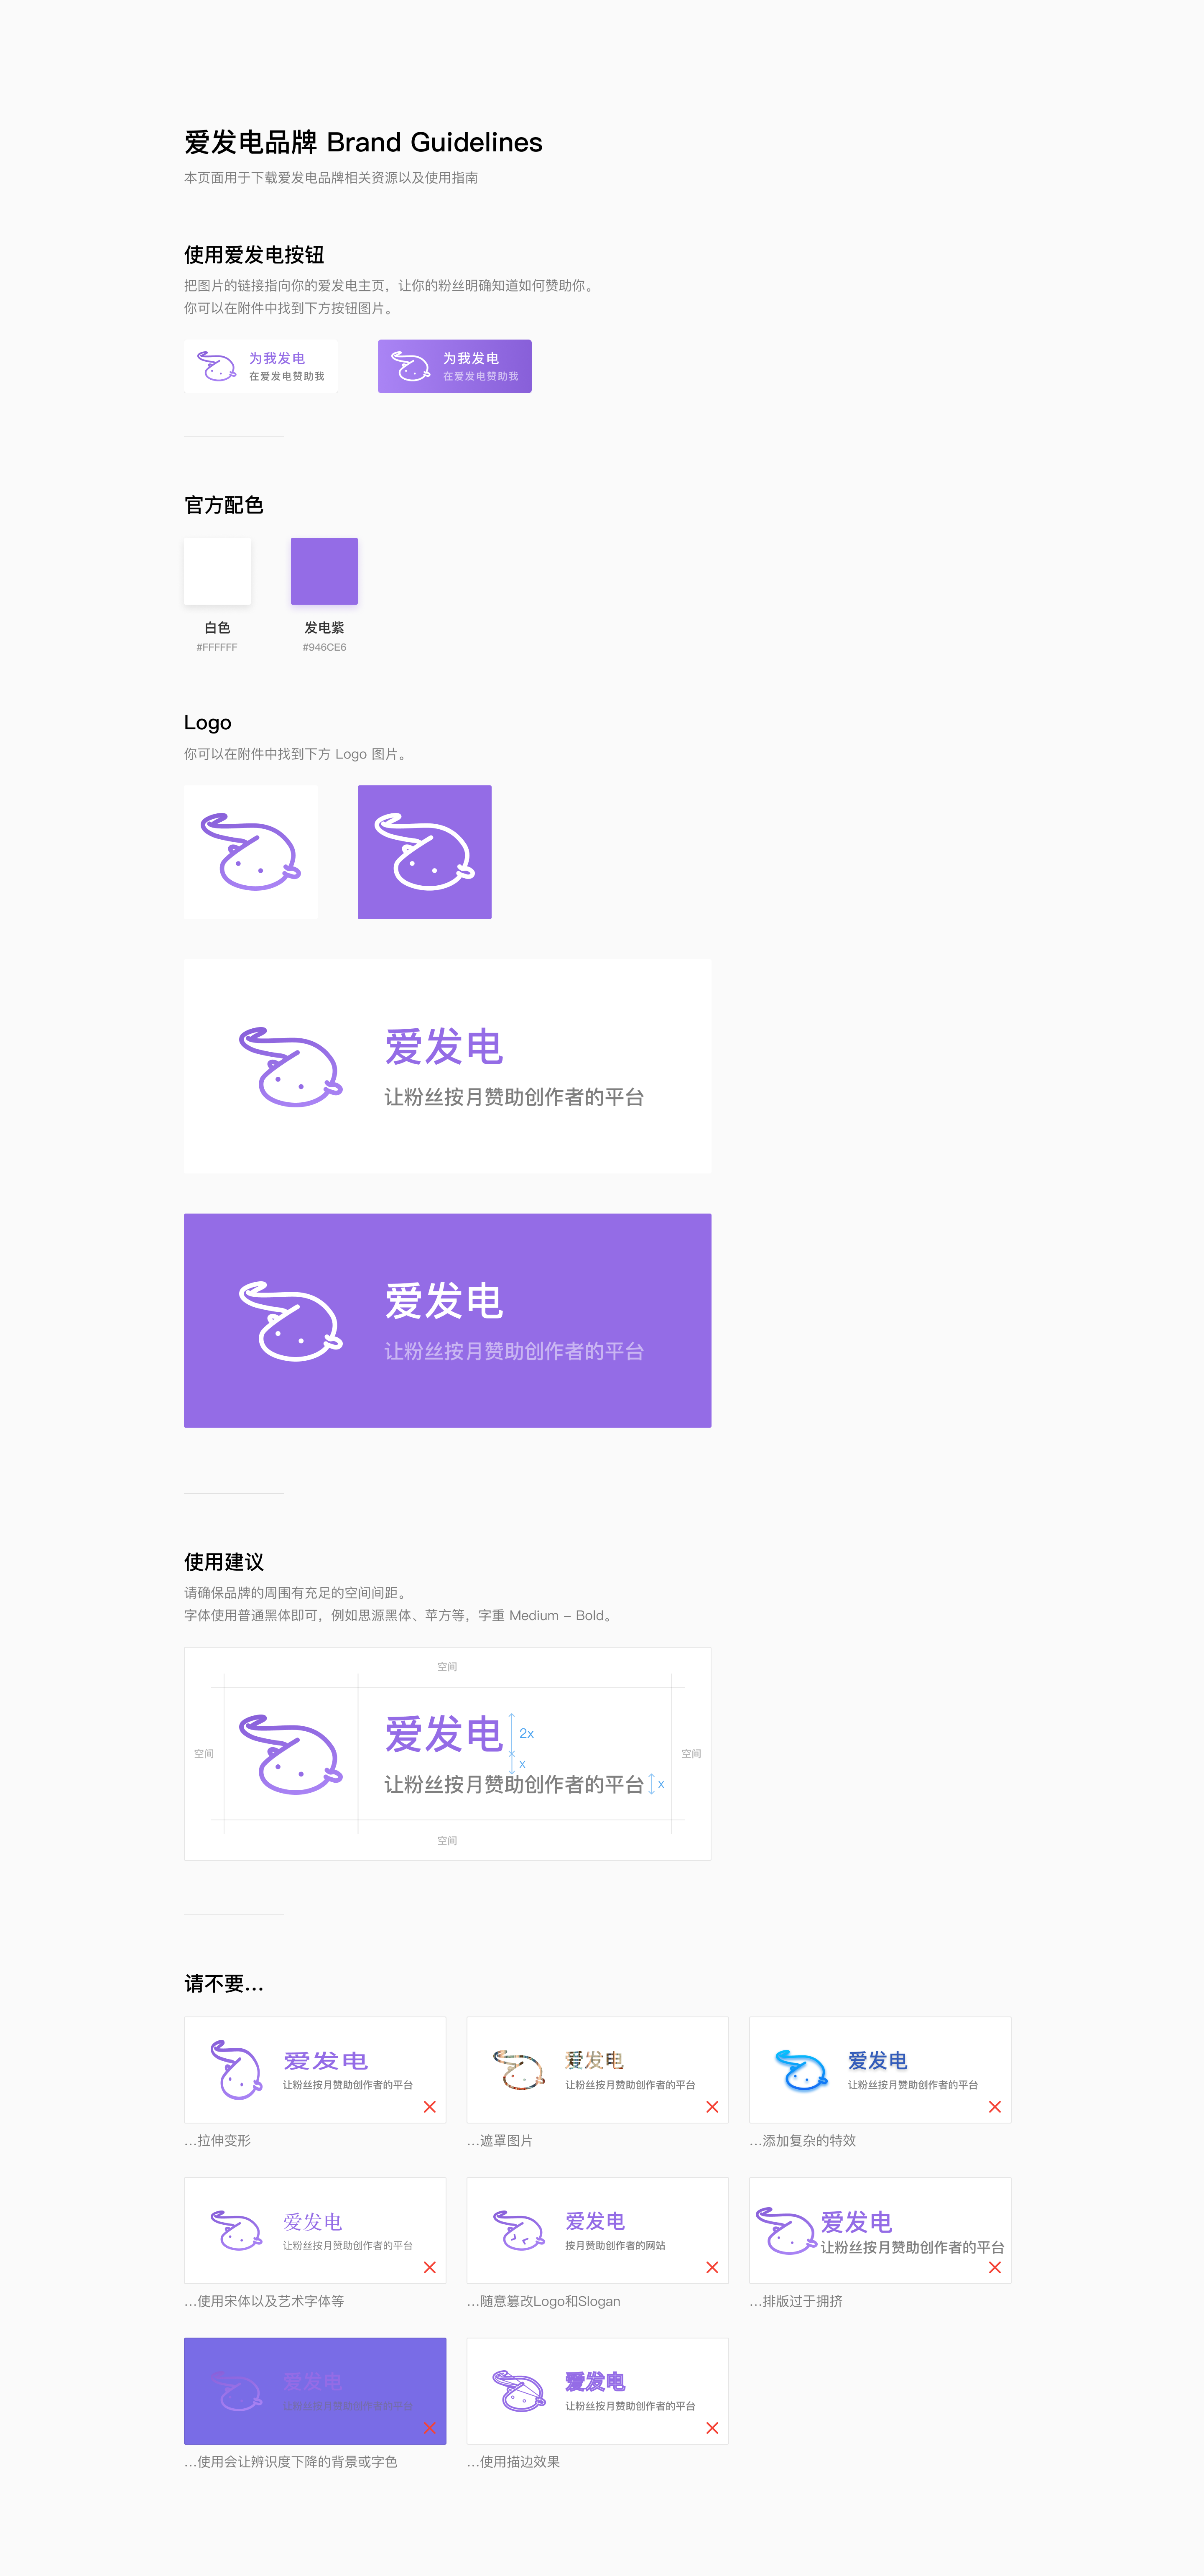 爱发电品牌 Brand Guidelines
本页面用于下载爱发电品牌相关资源以及使用指南
使用爱发电按钮
把图片的链接指向你的爱发电主页，让你的粉丝明确知道如何赞助你。
你可以在附件中找到下方按钮图片。
为我发电
在爱发电赞助我
为我发电
在爱发电赞助我
官方配色
白色
#FFFFFF
发电紫
#946CE6
Logo
你可以在附件中找到下方 Logo 图片。
爱发电
让粉丝按月赞助创作者的平台
爱发电
让粉丝按月赞助创作者的平台
使用建议
请确保品牌的周围有充足的空间间距。
字体使用普通黑体即可，例如思源黑体、苹方等，字重 Medium – Bold。
空间
爱发电
2x
空间
空间
x
让粉丝按月赞助创作者的平台
x
空间
请不要...
爱发电
让粉丝按月赞助创作者的平台
...拉伸变形
爱发电
让粉丝按月赞助创作者的平台
...遮罩图片
爱发电
让粉丝按月赞助创作者的平台
...添加复杂的特效
爱发电
让粉丝按月赞助创作者的平台
...使用宋体以及艺术字体等
爱发电
按月赞助创作者的网站
...随意篡改Logo和Slogan
爱发电
让粉丝按月赞助创作者的平台
...排版过于拥挤
爱发电
让粉丝按月赞助创作者的平台
...使用会让辨识度下降的背景或字色
爱发电
让粉丝按月赞助创作者的平台
...使用描边效果